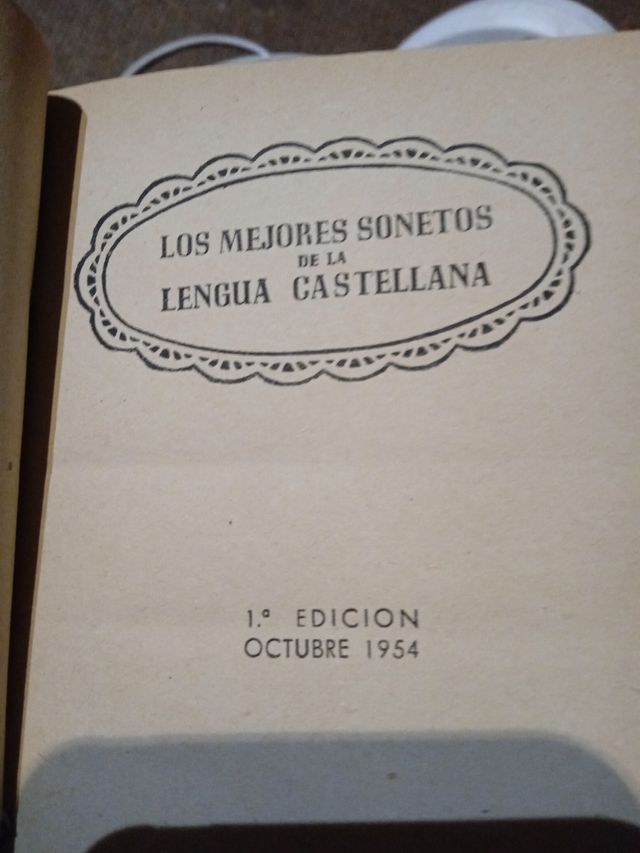 LOS MEJORES SONETOS
DE LA
LENGUA CASTELLANA
1.ª EDICION
OCTUBRE 1954